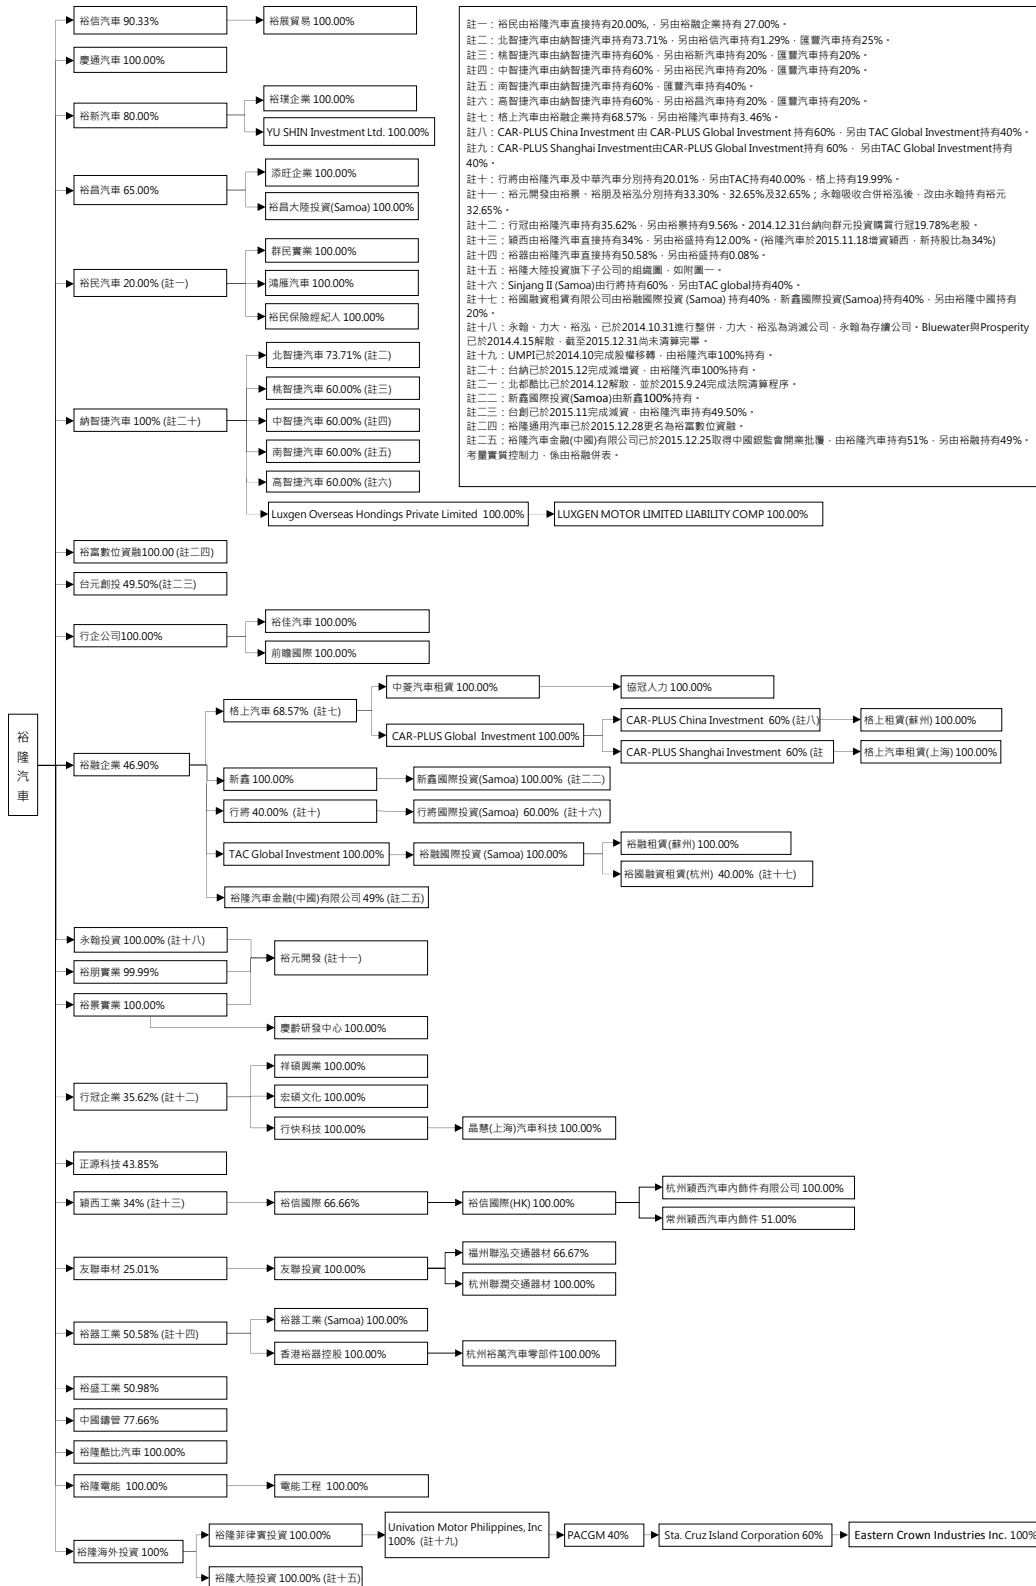 裕信汽車 90.33%
裕展貿易 100.00%
慶通汽車 100.00%
裕新汽車 80.00%
裕璞企業 100.00%
YU SHIN Investment Ltd. 100.00%
裕昌汽車 65.00%
添旺企業 100.00%
裕昌大陸投資(Samoa) 100.00%
裕民汽車 20.00% (註一)
群民實業 100.00%
鴻雁汽車 100.00%
裕民保險經紀人 100.00%
納智捷汽車 100% (註二十)
北智捷汽車 73.71% (註二)
桃智捷汽車 60.00% (註三)
中智捷汽車 60.00% (註四)
南智捷汽車 60.00% (註五)
高智捷汽車 60.00% (註六)
Luxgen Overseas Hondings Private Limited 100.00%
LUXGEN MOTOR LIMITED LIABILITY COMP 100.00%
註一：裕民由裕隆汽車直接持有20.00%,．另由裕融企業持有 27.00%。
註二：北智捷汽車由納智捷汽車持有73.71%．另由裕信汽車持有1.29%．匯豐汽車持有25%。
註三：桃智捷汽車由納智捷汽車持有60%．另由裕新汽車持有20%．匯豐汽車持有20%。
註四：中智捷汽車由納智捷汽車持有60%．另由裕民汽車持有20%．匯豐汽車持有20%。
註五：南智捷汽車由納智捷汽車持有60%．匯豐汽車持有40%。
註六：高智捷汽車由納智捷汽車持有60%．另由裕昌汽車持有20%．匯豐汽車持有20%。
註七：格上汽車由裕融企業持有68.57%．另由裕隆汽車持有3.46%。
註八：CAR-PLUS China Investment 由 CAR-PLUS Global Investment 持有60%．另由 TAC Global Investment持有40%。
註九：CAR-PLUS Shanghai Investment由CAR-PLUS Global Investment持有 60%．另由TAC Global Investment持有
40%。
註十：行將由裕隆汽車及中華汽車分別持有20.01%．另由TAC持有40.00%．格上持有19.99%。
註十一：裕元開發由裕景、裕朋及裕泓分別持有33.30%、32.65%及32.65%；永翰吸收合併裕泓後．改由永翰持有裕元
32.65%。
註十二：行冠由裕隆汽車持有35.62%．另由裕景持有9.56%。2014.12.31台納向群元投資購買行冠19.78%老股。
註十三：穎西由裕隆汽車直接持有34%．另由裕盛持有12.00%。(裕隆汽車於2015.11.18增資穎西．新持股比為34%)
註十四：裕器由裕隆汽車直接持有50.58%．另由裕盛持有0.08%。
註十五：裕隆大陸投資旗下子公司的組織圖．如附圖一。
註十六：Sinjang II (Samoa)由行將持有60%．另由TAC global持有40%。
註十七：裕國融資租賃有限公司由裕融國際投資 (Samoa) 持有40%．新鑫國際投資(Samoa)持有40%．另由裕隆中國持有
20%。
註十八：永翰、力大、裕泓、已於2014.10.31進行整併．力大、裕泓為消滅公司．永翰為存續公司。Bluewater與Prosperity
已於2014.4.15解散．截至2015.12.31尚未清算完畢。
註十九：UMPI已於2014.10完成股權移轉．由裕隆汽車100%持有。
註二十：台納已於2015.12完成減增資．由裕隆汽車100%持有。
註二一：北都酷比已於2014.12解散．並於2015.9.24完成法院清算程序。
註二二：新鑫國際投資(Samoa)由新鑫100%持有。
註二三：台創已於2015.11完成減資．由裕隆汽車持有49.50%。
註二四：裕隆通用汽車已於2015.12.28更名為裕富數位資融。
註二五：裕隆汽車金融(中國)有限公司已於2015.12.25取得中國銀監會開業批覆．由裕隆汽車持有51%．另由裕融持有49%。
考量實質控制力．係由裕融併表。
裕富數位資融100.00 (註二四)
台元創投 49.50%(註二三)
行企公司100.00%
裕佳汽車 100.00%
前瞻國際 100.00%
裕隆汽車
裕融企業 46.90%
格上汽車 68.57% (註七)
中菱汽車租賃 100.00%
協冠人力 100.00%
CAR-PLUS Global Investment 100.00%
CAR-PLUS China Investment 60% (註八)
格上租賃(蘇州) 100.00%
CAR-PLUS Shanghai Investment 60% (註
格上汽車租賃(上海) 100.00%
新鑫 100.00%
新鑫國際投資(Samoa) 100.00% (註二二)
行將 40.00% (註十)
行將國際投資(Samoa) 60.00% (註十六)
TAC Global Investment 100.00%
裕融國際投資 (Samoa) 100.00%
裕融租賃(蘇州) 100.00%
裕國融資租賃(杭州) 40.00% (註十七)
裕隆汽車金融(中國)有限公司 49% (註二五)
永翰投資 100.00% (註十八)
裕朋實業 99.99%
裕景實業 100.00%
裕元開發 (註十一)
慶齡研發中心 100.00%
行冠企業 35.62% (註十二)
祥碩興業 100.00%
宏碩文化 100.00%
行快科技 100.00%
晶慧(上海)汽車科技 100.00%
正源科技 43.85%
穎西工業 34% (註十三)
裕信國際 66.66%
裕信國際(HK) 100.00%
杭州穎西汽車內飾件有限公司 100.00%
常州穎西汽車內飾件 51.00%
友聯車材 25.01%
友聯投資 100.00%
福州聯泓交通器材 66.67%
杭州聯潤交通器材 100.00%
裕器工業 50.58% (註十四)
裕器工業 (Samoa) 100.00%
香港裕器控股 100.00%
杭州裕萬汽車零部件100.00%
裕盛工業 50.98%
中國鑄管 77.66%
裕隆酷比汽車 100.00%
裕隆電能 100.00%
電能工程 100.00%
裕隆海外投資 100%
裕隆菲律賓投資 100.00%
Univation Motor Philippines, Inc
100% (註十九)
PACGM 40%
Sta. Cruz Island Corporation 60%
Eastern Crown Industries Inc. 100%
裕隆大陸投資 100.00% (註十五)